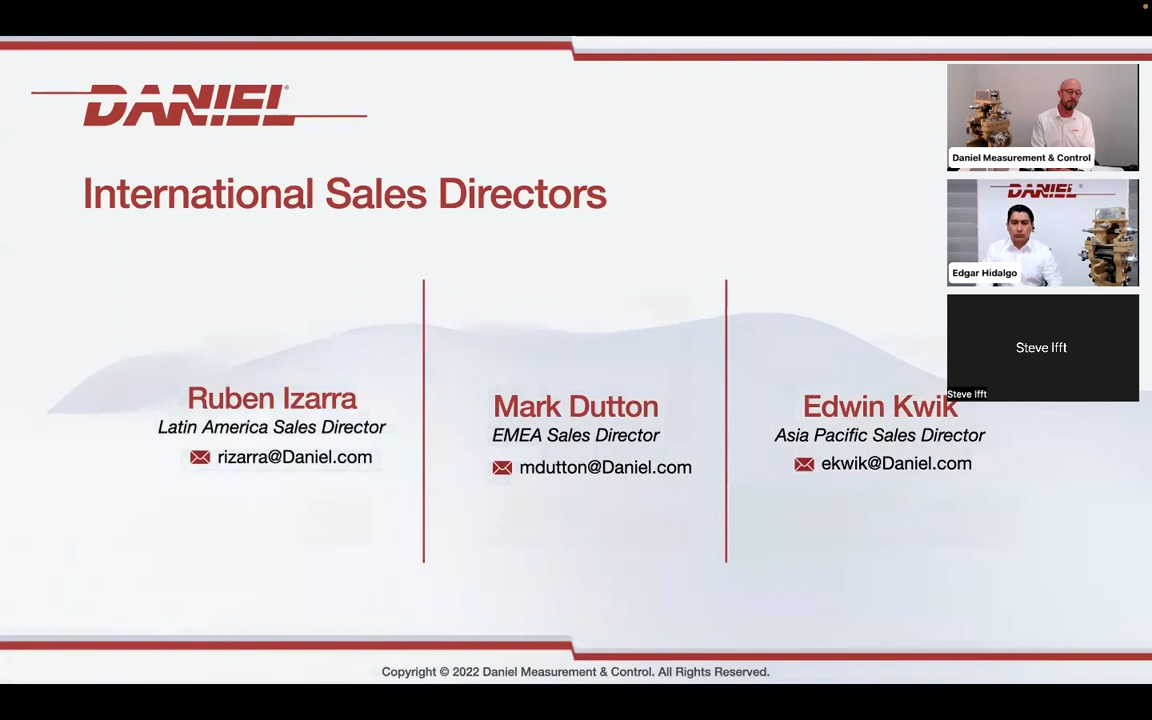 DANIEL®
International Sales Directors
Ruben Izarra
Latin America Sales Director
rizarra@Daniel.com
Mark Dutton
EMEA Sales Director
mdutton@Daniel.com
Edwin Kwik
Asia Pacific Sales Director
ekwik@Daniel.com
Daniel Measurement & Control
DANIEL®
Edgar Hidalgo
Steve Ifft
Steve Ifft
Copyright © 2022 Daniel Measurement & Control. All Rights Reserved.